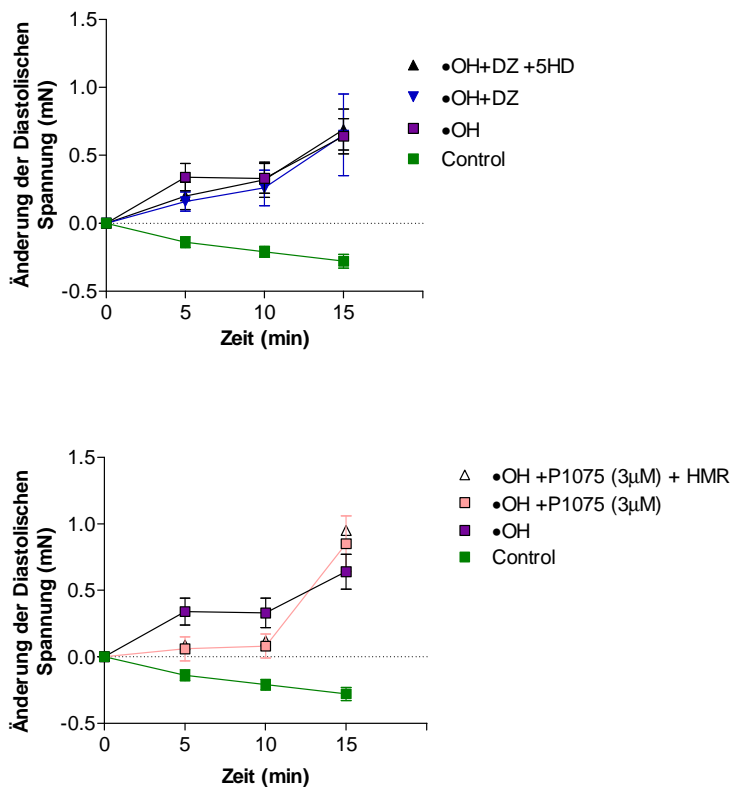 Änderung der Diastolischen
Spannung (mN)
1.5
1.0
0.5
0.0
-0.5
0
5
10
15
Zeit (min)
●OH+DZ +5HD
●OH+DZ
●OH
Control
Änderung der Diastolischen
Spannung (mN)
1.5
1.0
0.5
0.0
-0.5
0
5
10
15
Zeit (min)
●OH +P1075 (3μM) + HMR
●OH +P1075 (3μM)
●OH
Control